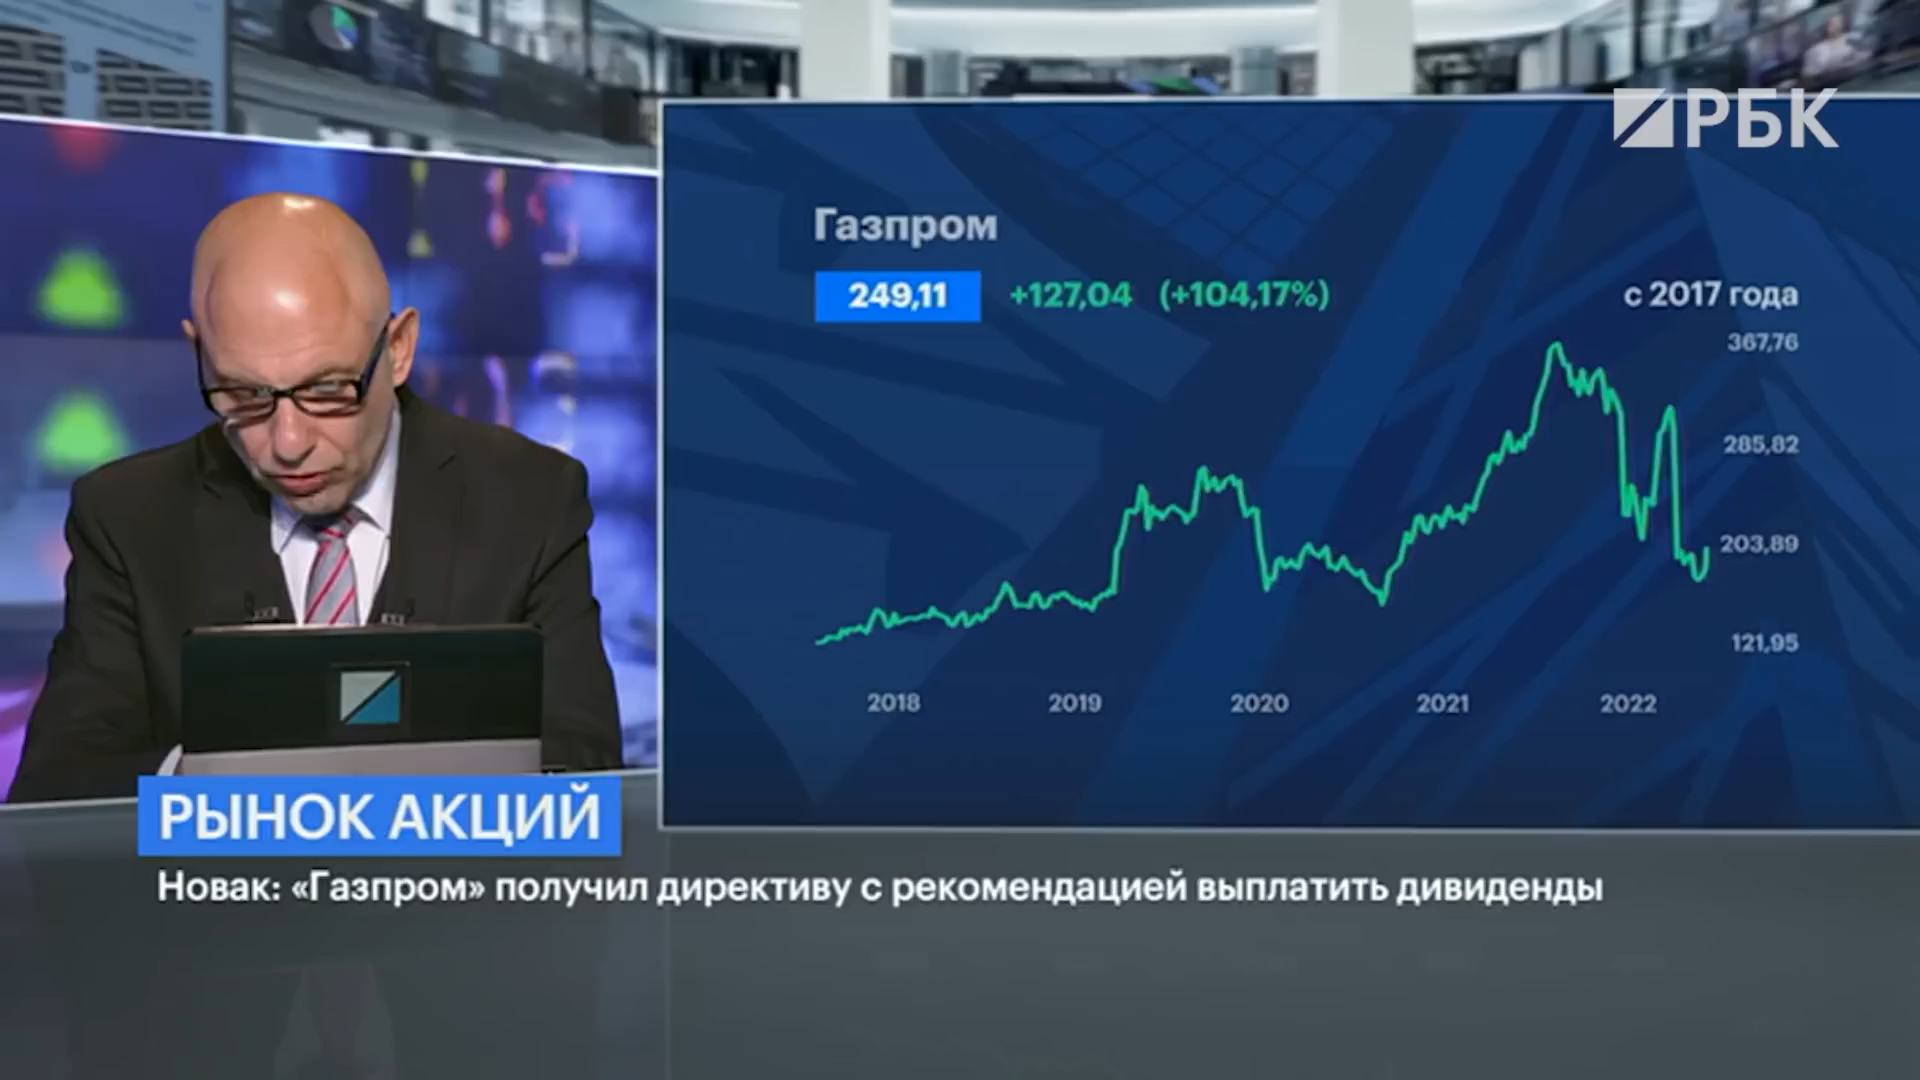 РБК
Газпром
249,11 +127,04 (+104,17%) с 2017 года
367,76
285,82
203,89
121,95
2018 2019 2020 2021 2022
РЫНОК АКЦИЙ
Новак: «Газпром» получил директиву с рекомендацией выплатить дивиденды